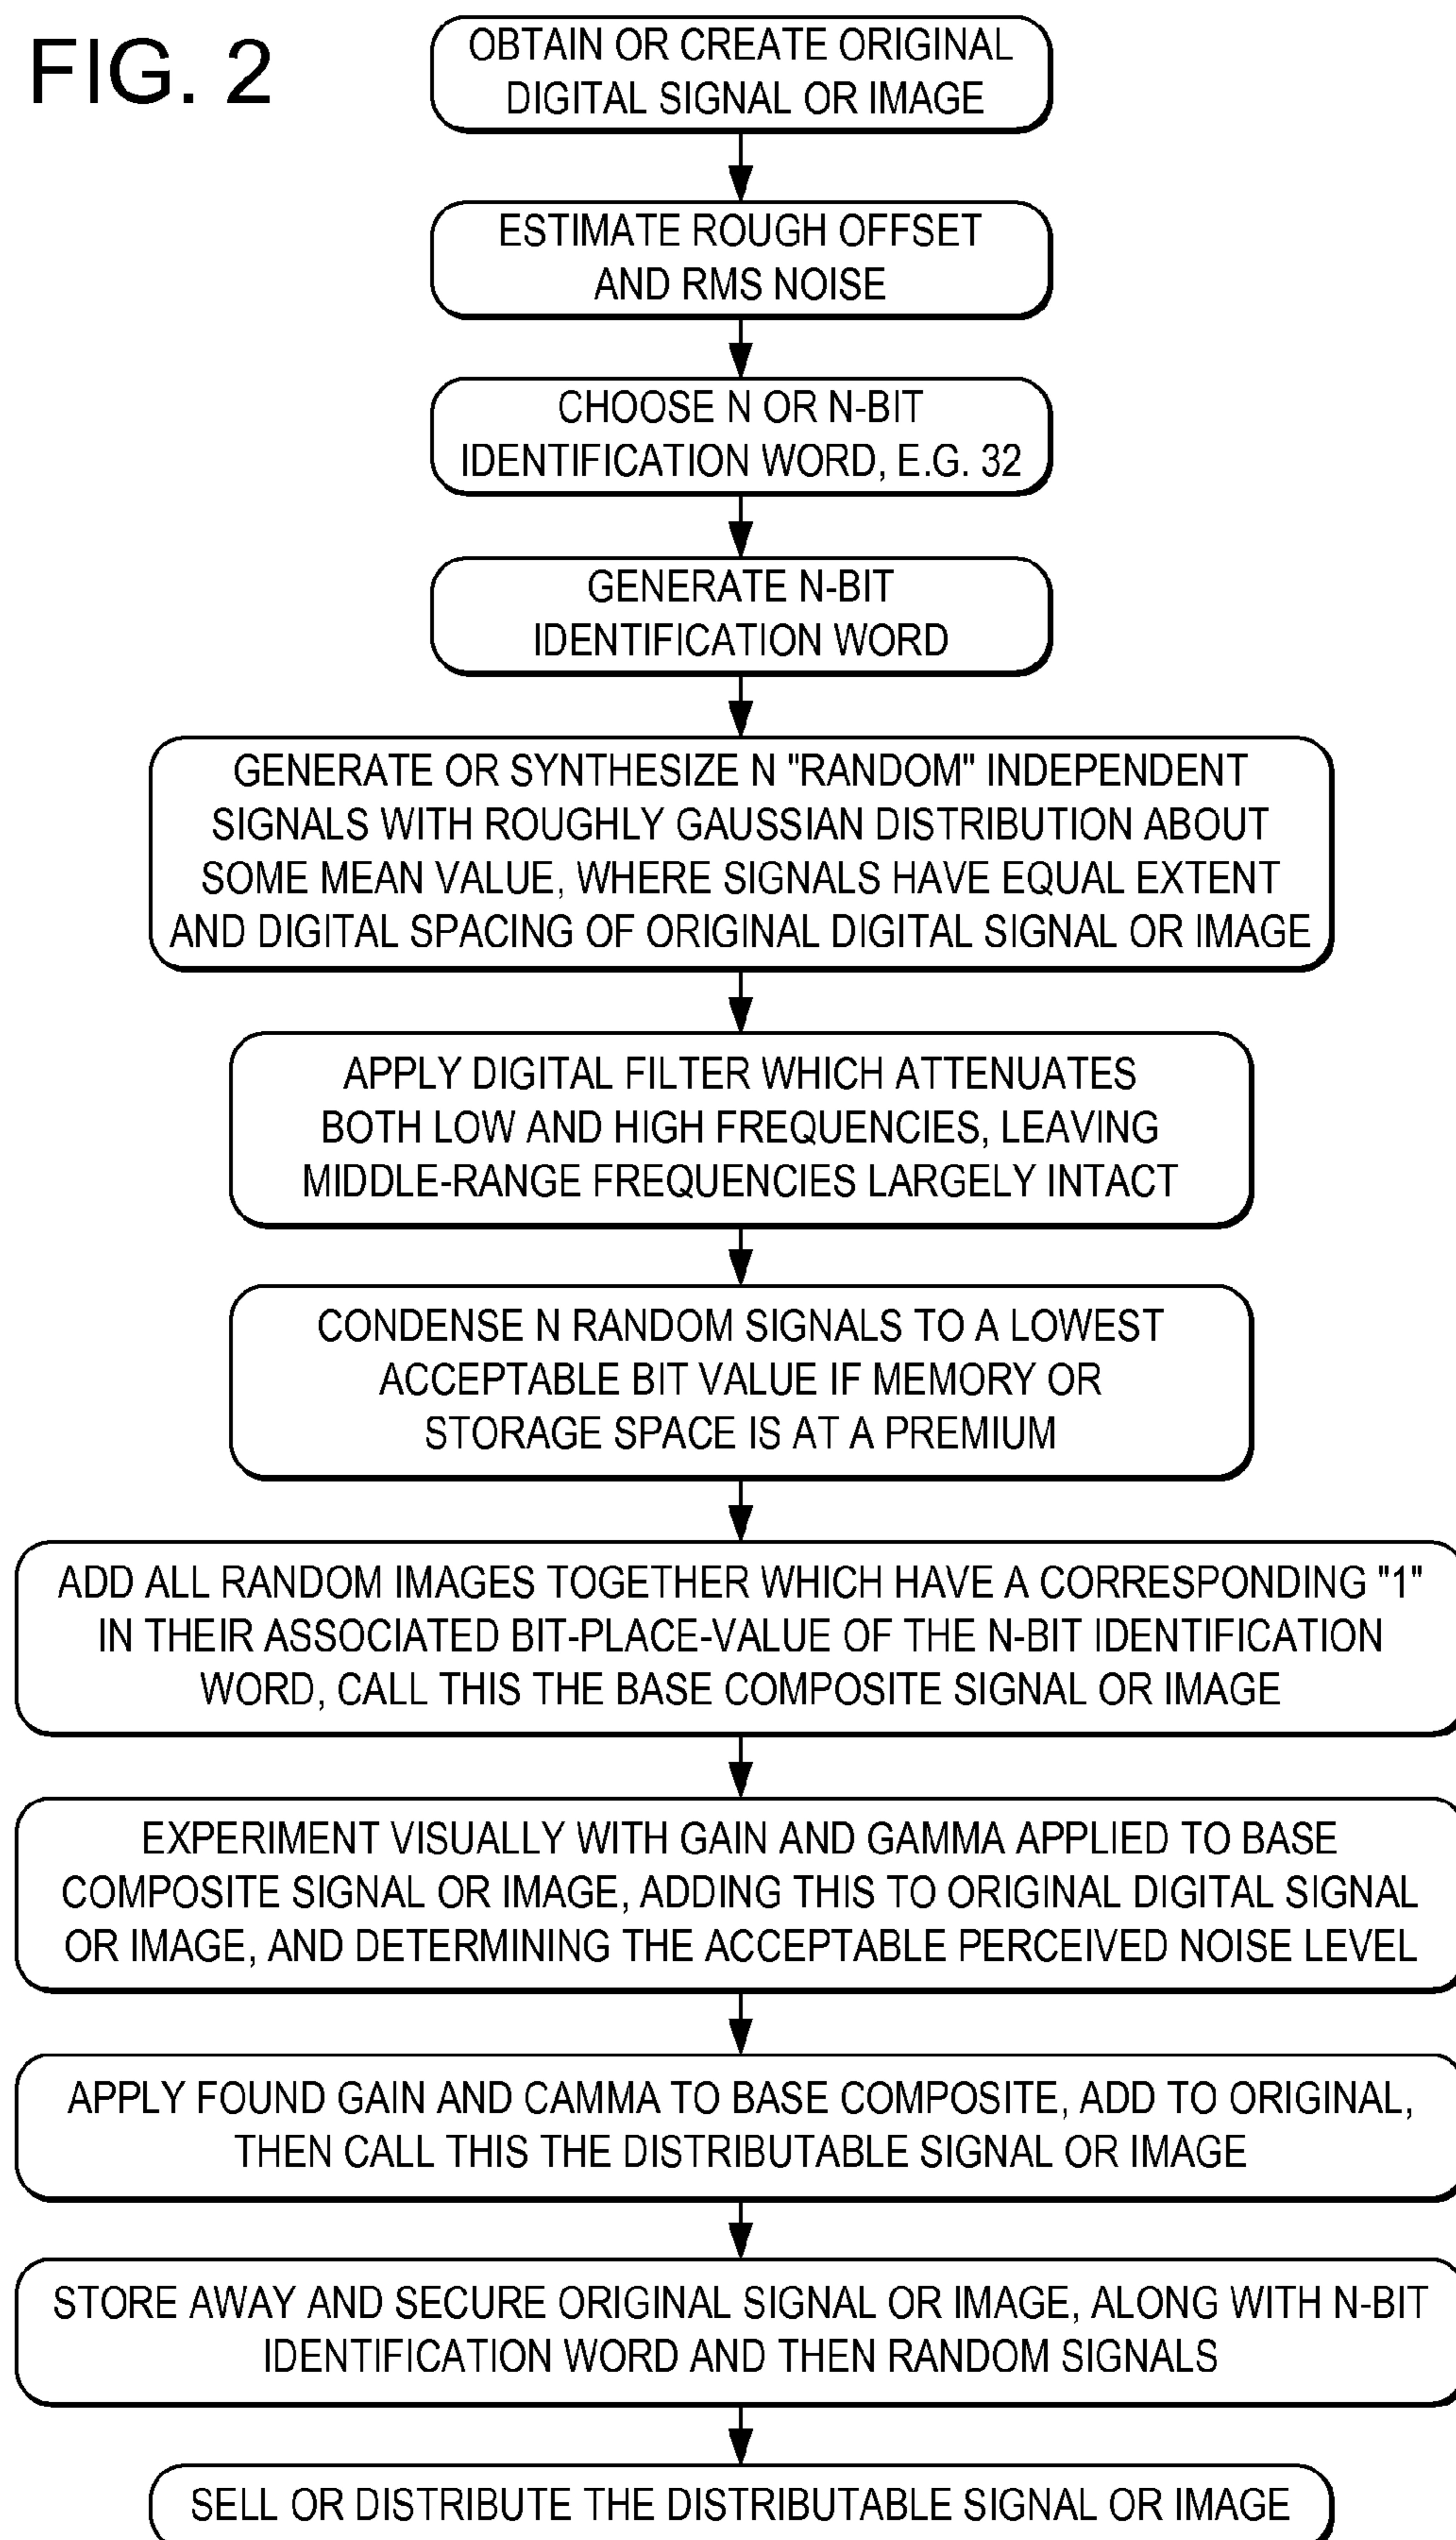 FIG. 2
OBTAIN OR CREATE ORIGINAL
DIGITAL SIGNAL OR IMAGE
ESTIMATE ROUGH OFFSET
AND RMS NOISE
CHOOSE N OR N-BIT
IDENTIFICATION WORD, E.G. 32
GENERATE N-BIT
IDENTIFICATION WORD
GENERATE OR SYNTHESIZE N "RANDOM" INDEPENDENT
SIGNALS WITH ROUGHLY GAUSSIAN DISTRIBUTION ABOUT
SOME MEAN VALUE, WHERE SIGNALS HAVE EQUAL EXTENT
AND DIGITAL SPACING OF ORIGINAL DIGITAL SIGNAL OR IMAGE
APPLY DIGITAL FILTER WHICH ATTENUATES
BOTH LOW AND HIGH FREQUENCIES, LEAVING
MIDDLE-RANGE FREQUENCIES LARGELY INTACT
CONDENSE N RANDOM SIGNALS TO A LOWEST
ACCEPTABLE BIT VALUE IF MEMORY OR
STORAGE SPACE IS AT A PREMIUM
ADD ALL RANDOM IMAGES TOGETHER WHICH HAVE A CORRESPONDING "1"
IN THEIR ASSOCIATED BIT-PLACE-VALUE OF THE N-BIT IDENTIFICATION
WORD, CALL THIS THE BASE COMPOSITE SIGNAL OR IMAGE
EXPERIMENT VISUALLY WITH GAIN AND GAMMA APPLIED TO BASE
COMPOSITE SIGNAL OR IMAGE, ADDING THIS TO ORIGINAL DIGITAL SIGNAL
OR IMAGE, AND DETERMINING THE ACCEPTABLE PERCEIVED NOISE LEVEL
APPLY FOUND GAIN AND CAMMA TO BASE COMPOSITE, ADD TO ORIGINAL,
THEN CALL THIS THE DISTRIBUTABLE SIGNAL OR IMAGE
STORE AWAY AND SECURE ORIGINAL SIGNAL OR IMAGE, ALONG WITH N-BIT
IDENTIFICATION WORD AND THEN RANDOM SIGNALS
SELL OR DISTRIBUTE THE DISTRIBUTABLE SIGNAL OR IMAGE